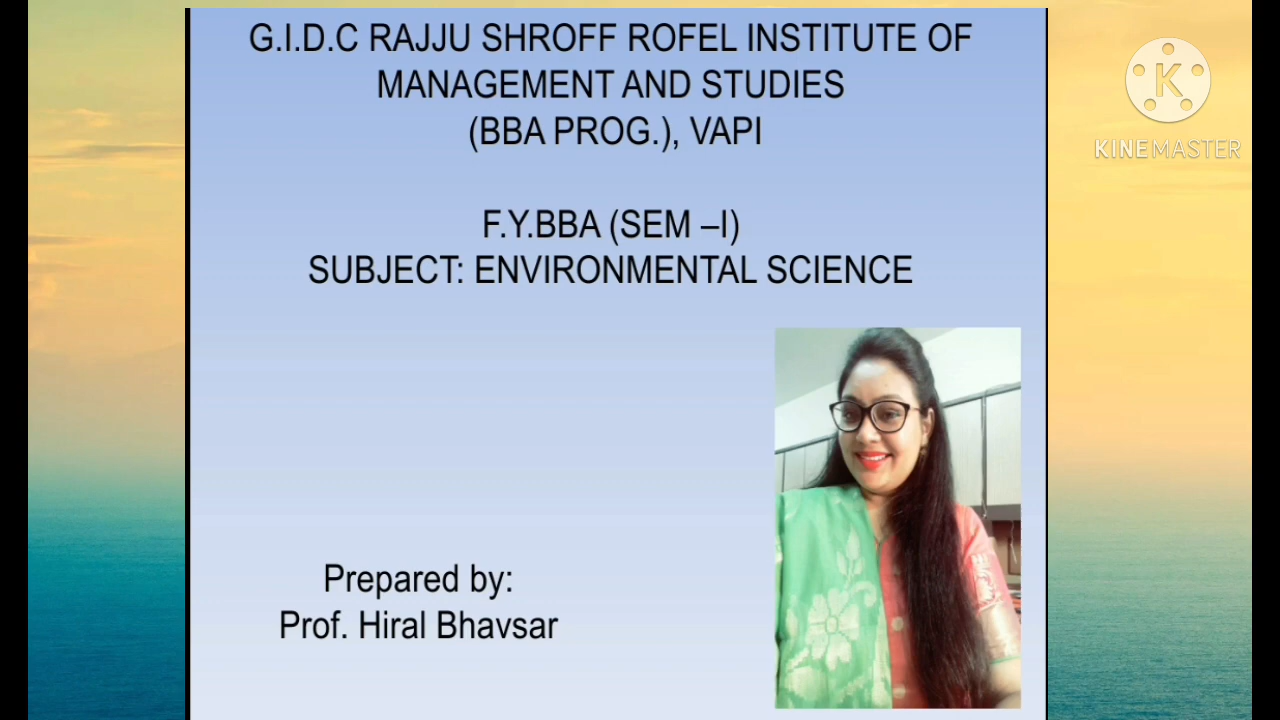 G.I.D.C RAJJU SHROFF ROFEL INSTITUTE OF
MANAGEMENT AND STUDIES
(BBA PROG.), VAPI
F.Y.BBA (SEM –I)
SUBJECT: ENVIRONMENTAL SCIENCE
Prepared by:
Prof. Hiral Bhavsar
K
KINEMASTER